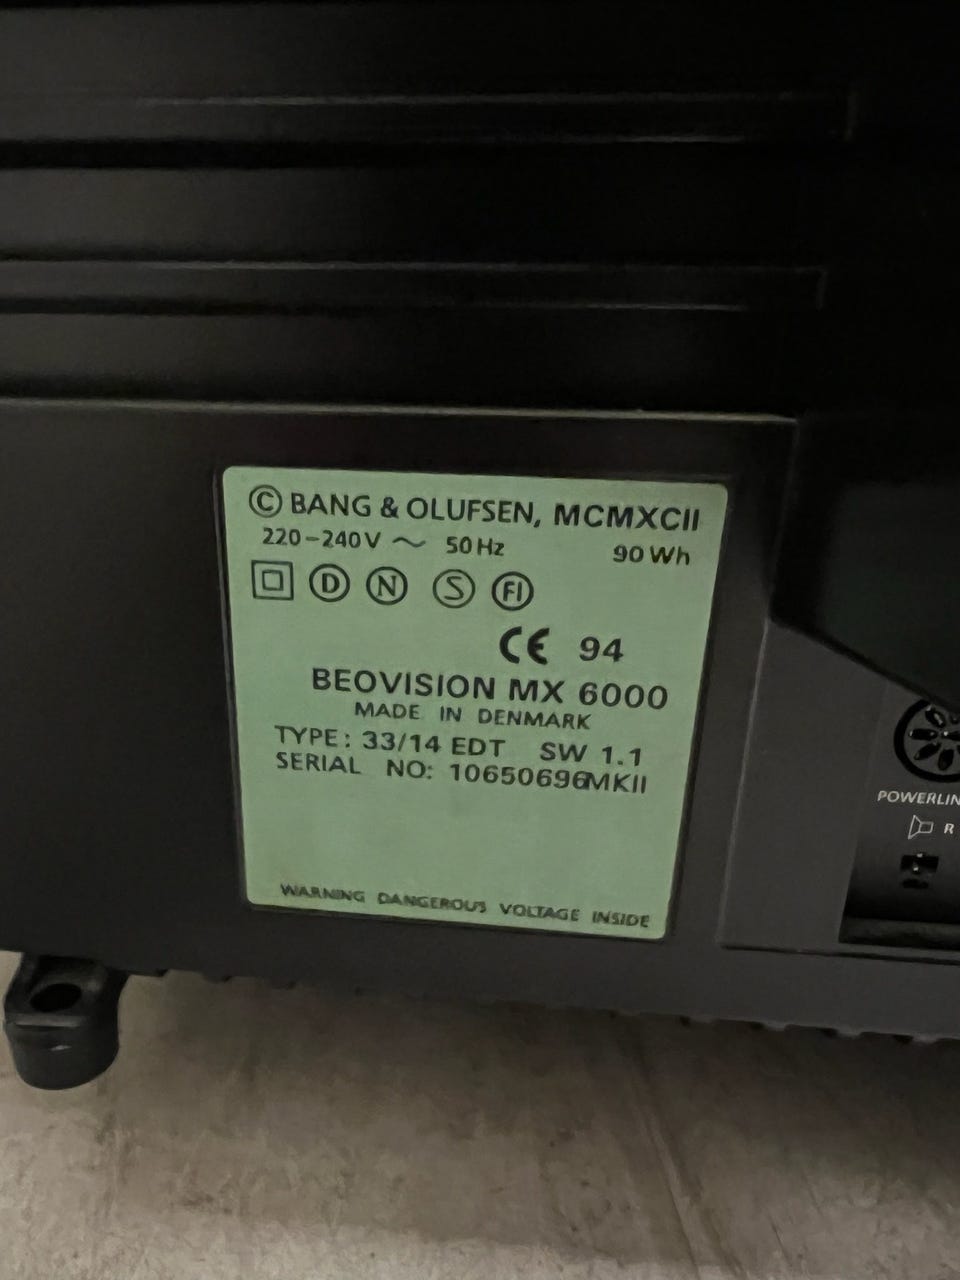 © BANG & OLUFSEN, MCMXCII
220-240V ~ 50Hz 90Wh
D N S FI
CE 94
BEOVISION MX 6000
MADE IN DENMARK
TYPE: 33/14 EDT SW 1.1
SERIAL NO: 10650696MKII
WARNING DANGEROUS VOLTAGE INSIDE
POWERLIN
R